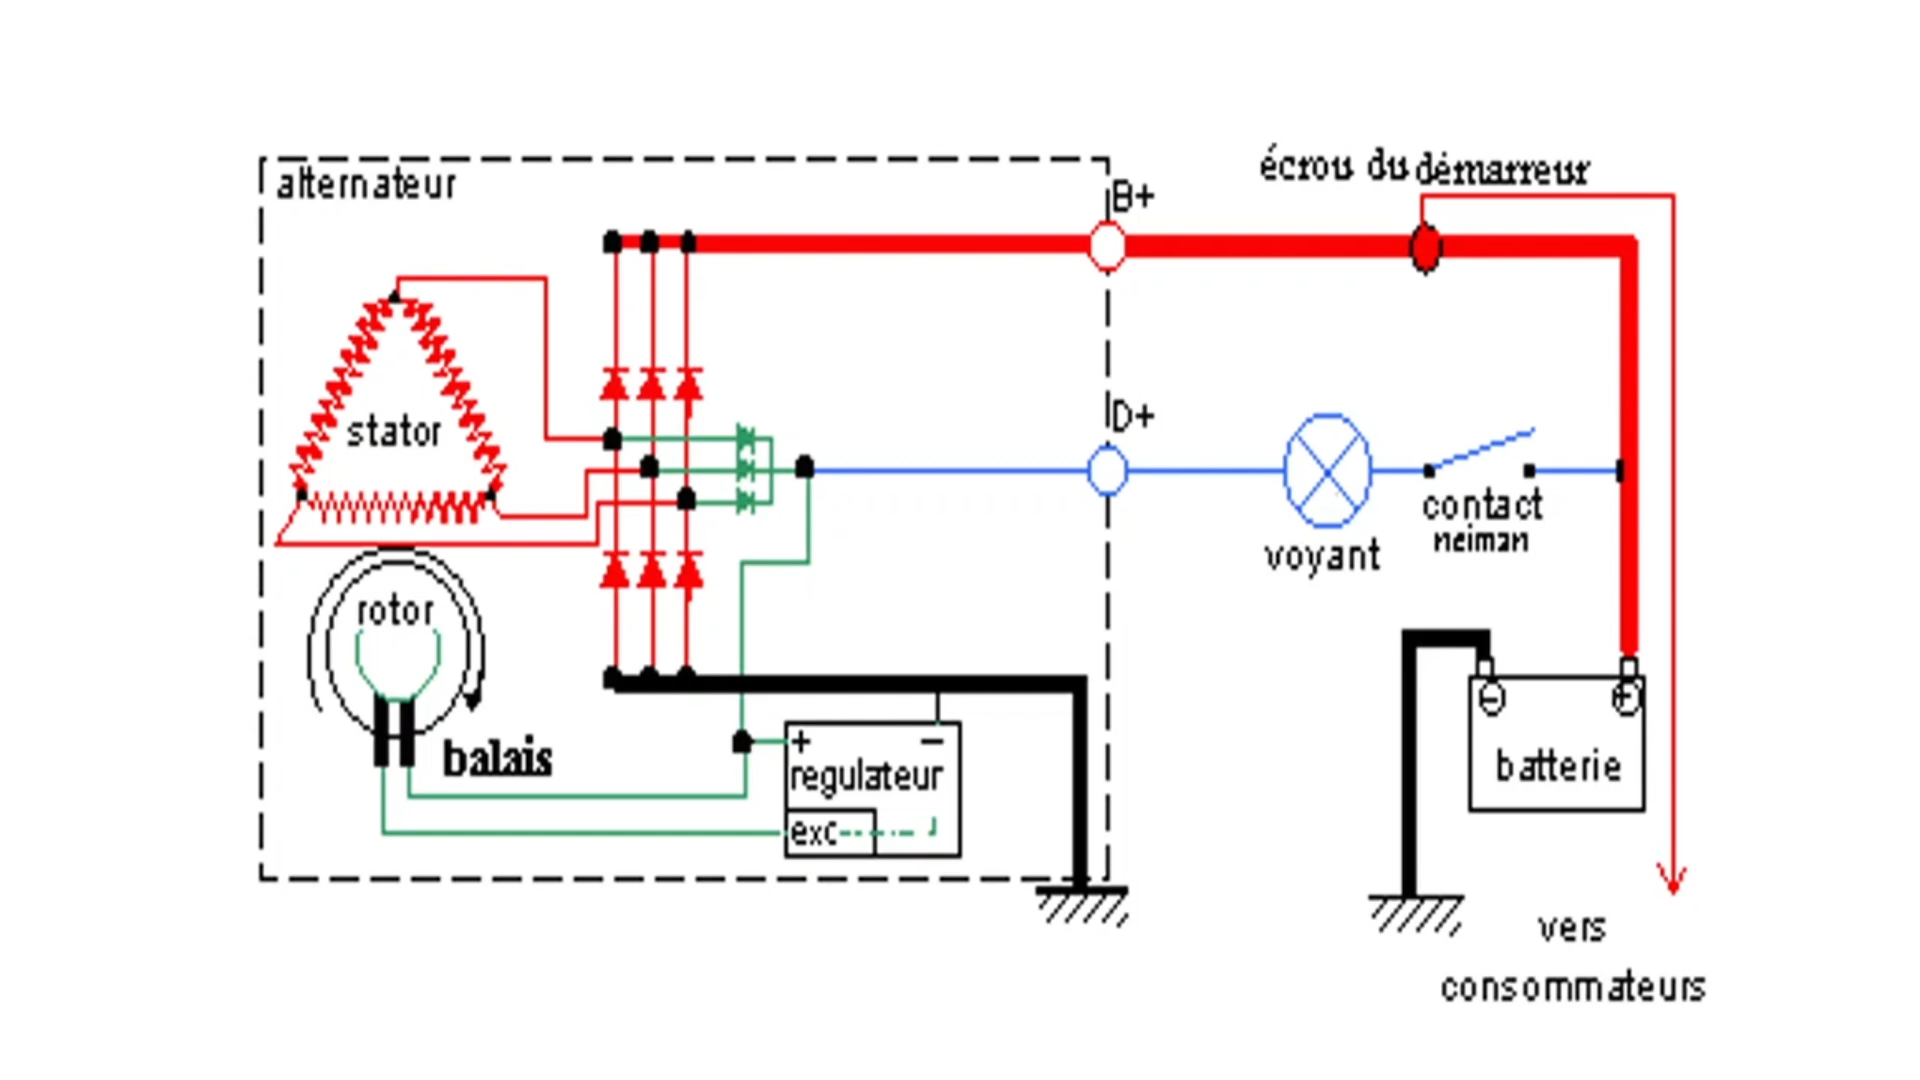 alternateur
B+
écrou du démarreur
D+
stator
contact
neiman
voyant
rotor
balais
+ −
regulateur
exc
− +
batterie
vers
consommateurs